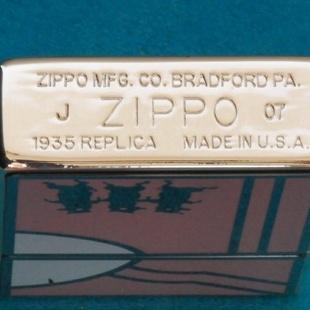 ZIPPO MFG. CO. BRADFORD PA.
J ZIPPO 07
1935 REPLICA MADE IN U.S.A.